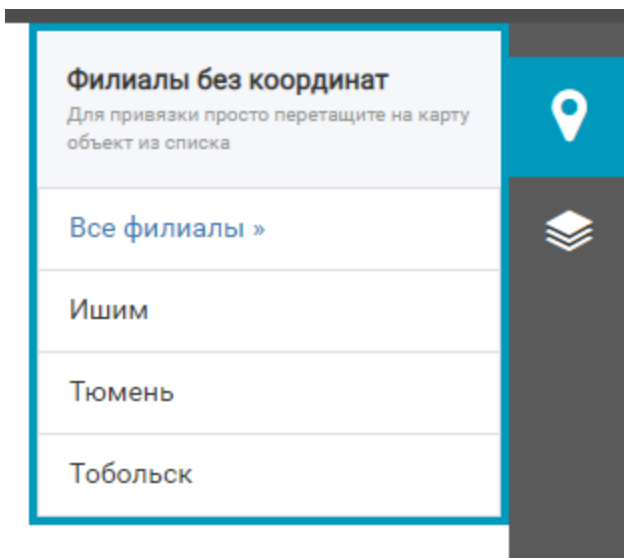 Филиалы без координат
Для привязки просто перетащите на карту
объект из списка
Все филиалы »
Ишим
Тюмень
Тобольск